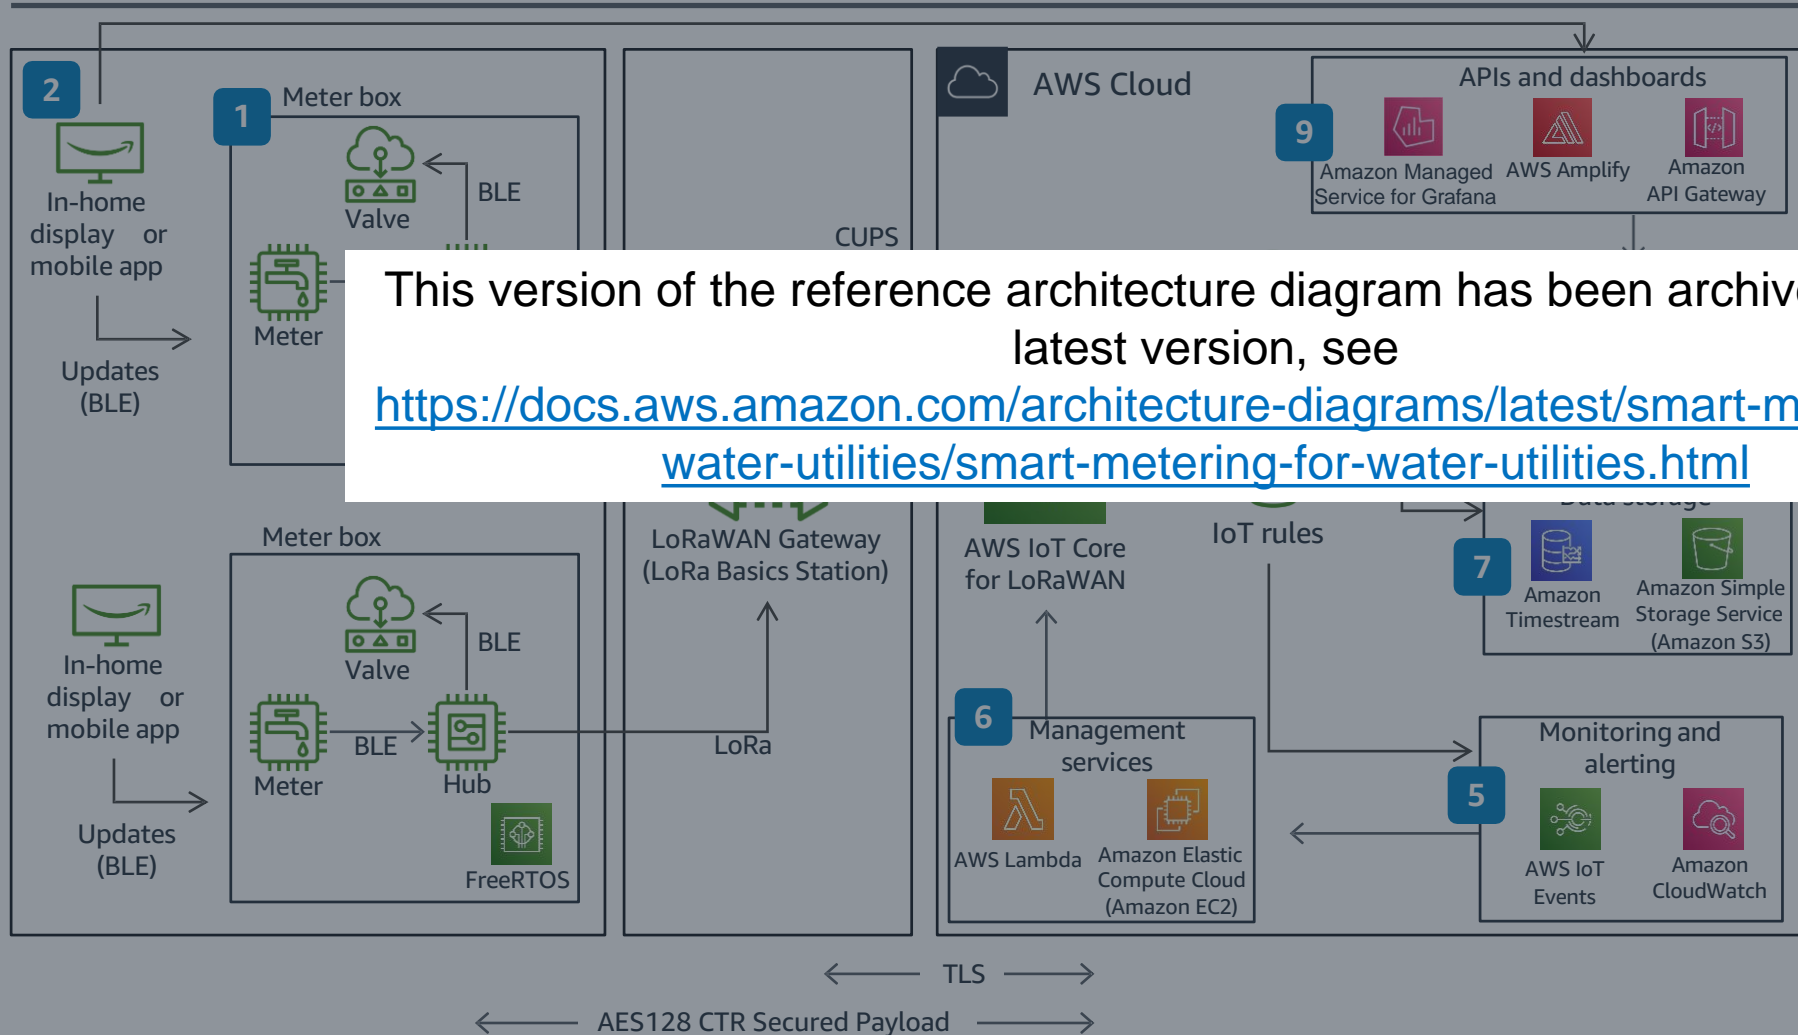 2
Meter box
1
In-home
display or
mobile app
Valve
BLE
Meter
Updates
(BLE)
CUPS
AWS Cloud
APIs and dashboards
9
Amazon Managed
Service for Grafana
AWS Amplify
Amazon
API Gateway
This version of the reference architecture diagram has been
latest version, see
https://docs.aws.amazon.com/architecture-diagrams/latest/smart-m
water-utilities/smart-metering-for-water-utilities.html
Meter box
In-home
display or
mobile app
Valve
BLE
Meter
BLE
Hub
Updates
(BLE)
FreeRTOS
LoRaWAN Gateway
(LoRa Basics Station)
LoRa
AWS IoT Core
for LoRaWAN
IoT rules
Data storage
7
Amazon
Timestream
Amazon Simple
Storage Service
(Amazon S3)
6
Management
services
AWS Lambda
Amazon Elastic
Compute Cloud
(Amazon EC2)
Monitoring and
alerting
5
AWS IoT
Events
Amazon
CloudWatch
TLS
AES128 CTR Secured Payload